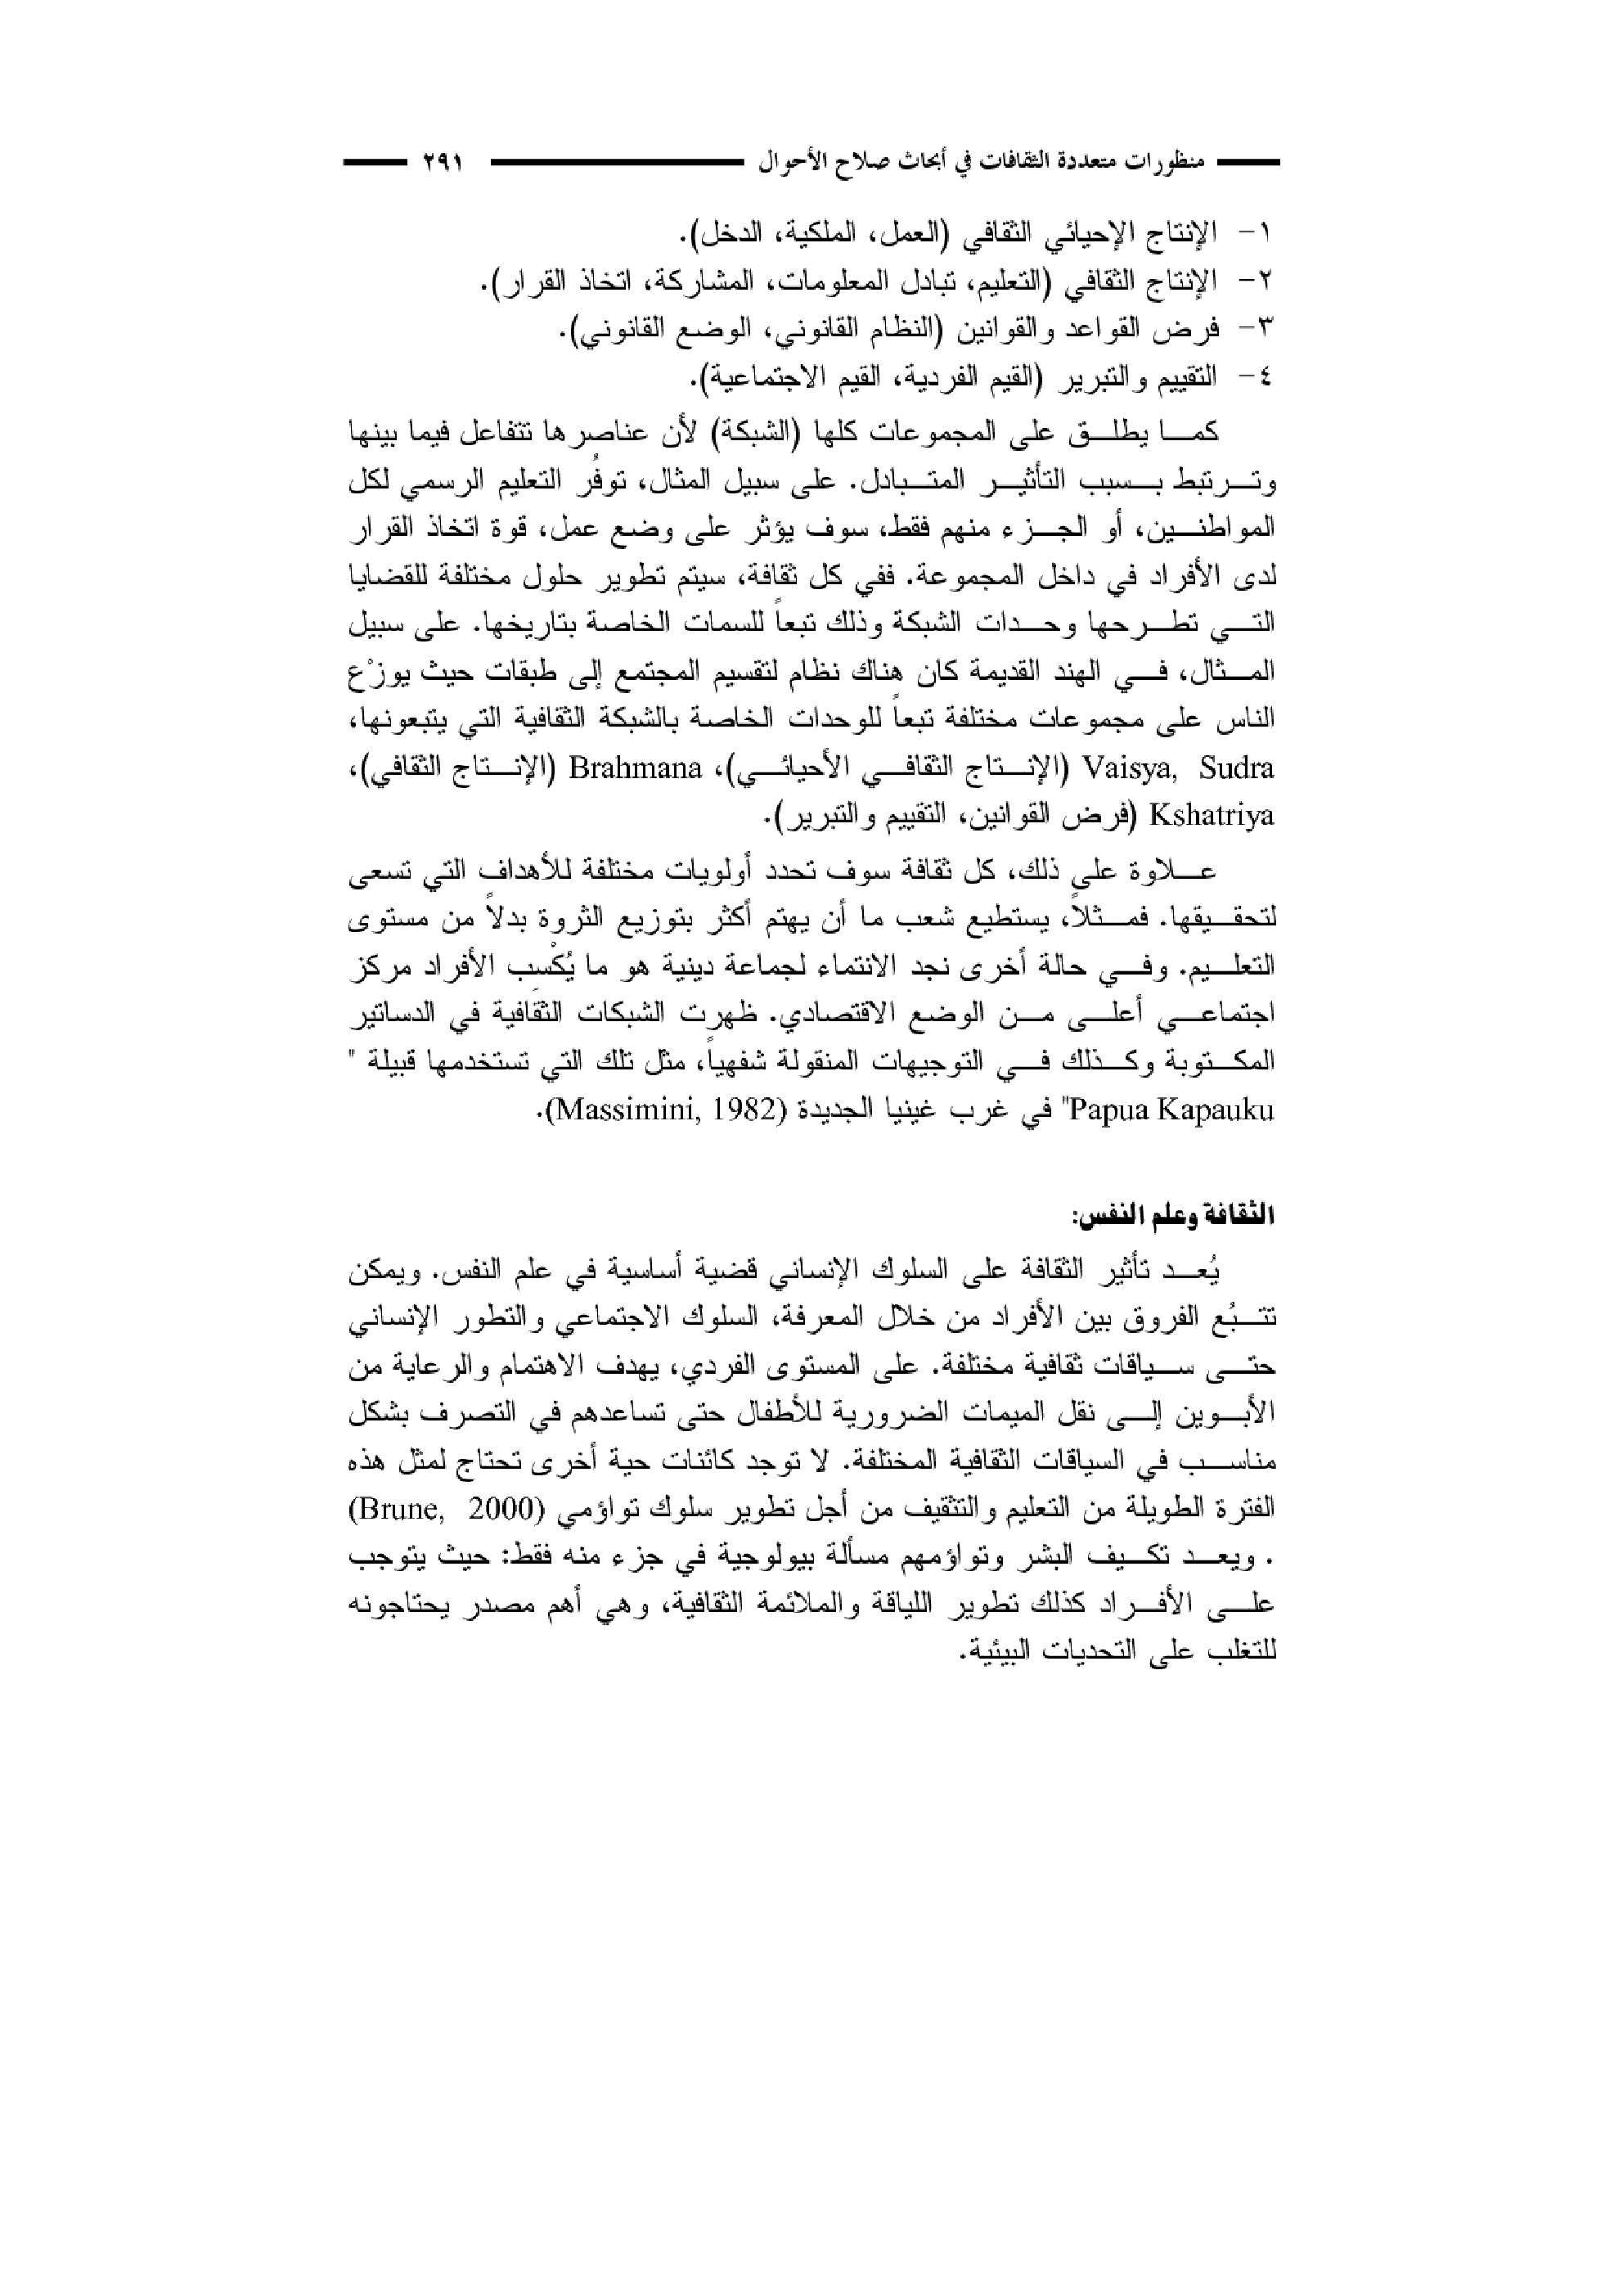 منظورات متعددة الثقافات في أبحاث صلاح الأحوال ٢٩١
١- الإنتاج الإحيائي الثقافي (العمل، الملكية، الدخل).
٢- الإنتاج الثقافي (التعليم، تبادل المعلومات، المشاركة، اتخاذ القرار).
٣- فرض القواعد والقوانين (النظام القانوني، الوضع القانوني).
٤- التقييم والتبرير (القيم الفردية، القيم الاجتماعية).
كما يطلق على المجموعات كلها (الشبكة) لأن عناصرها تتفاعل فيما بينها
وترتبط بسبب التأثير المتبادل. على سبيل المثال، توفُر التعليم الرسمي لكل
المواطنين، أو الجزء منهم فقط، سوف يؤثر على وضع عمل، قوة اتخاذ القرار
لدى الأفراد في داخل المجموعة. ففي كل ثقافة، سيتم تطوير حلول مختلفة للقضايا
التي تطرحها وحدات الشبكة وذلك تبعاً للسمات الخاصة بتاريخها. على سبيل
المثال، في الهند القديمة كان هناك نظام لتقسيم المجتمع إلى طبقات حيث يوزْع
الناس على مجموعات مختلفة تبعاً للوحدات الخاصة بالشبكة الثقافية التي يتبعونها،
Vaisya, Sudra (الإنتاج الثقافي الأحيائي)، Brahmana (الإنتاج الثقافي)،
Kshatriya (فرض القوانين، التقييم والتبرير).
علاوة على ذلك، كل ثقافة سوف تحدد أولويات مختلفة للأهداف التي تسعى
لتحقيقها. فمثلاً، يستطيع شعب ما أن يهتم أكثر بتوزيع الثروة بدلاً من مستوى
التعليم. وفي حالة أخرى نجد الانتماء لجماعة دينية هو ما يُكْسِب الأفراد مركز
اجتماعي أعلى من الوضع الاقتصادي. ظهرت الشبكات الثقافية في الدساتير
المكتوبة وكذلك في التوجيهات المنقولة شفهياً، مثل تلك التي تستخدمها قبيلة "
Papua Kapauku" في غرب غينيا الجديدة (Massimini, 1982).
الثقافة وعلم النفس:
يُعد تأثير الثقافة على السلوك الإنساني قضية أساسية في علم النفس. ويمكن
تتبُع الفروق بين الأفراد من خلال المعرفة، السلوك الاجتماعي والتطور الإنساني
حتى سياقات ثقافية مختلفة. على المستوى الفردي، يهدف الاهتمام والرعاية من
الأبوين إلى نقل الميمات الضرورية للأطفال حتى تساعدهم في التصرف بشكل
مناسب في السياقات الثقافية المختلفة. لا توجد كائنات حية أخرى تحتاج لمثل هذه
الفترة الطويلة من التعليم والتثقيف من أجل تطوير سلوك تواؤمي (Brune, 2000)
. ويعد تكيف البشر وتواؤمهم مسألة بيولوجية في جزء منه فقط: حيث يتوجب
على الأفراد كذلك تطوير اللياقة والملائمة الثقافية، وهي أهم مصدر يحتاجونه
للتغلب على التحديات البيئية.